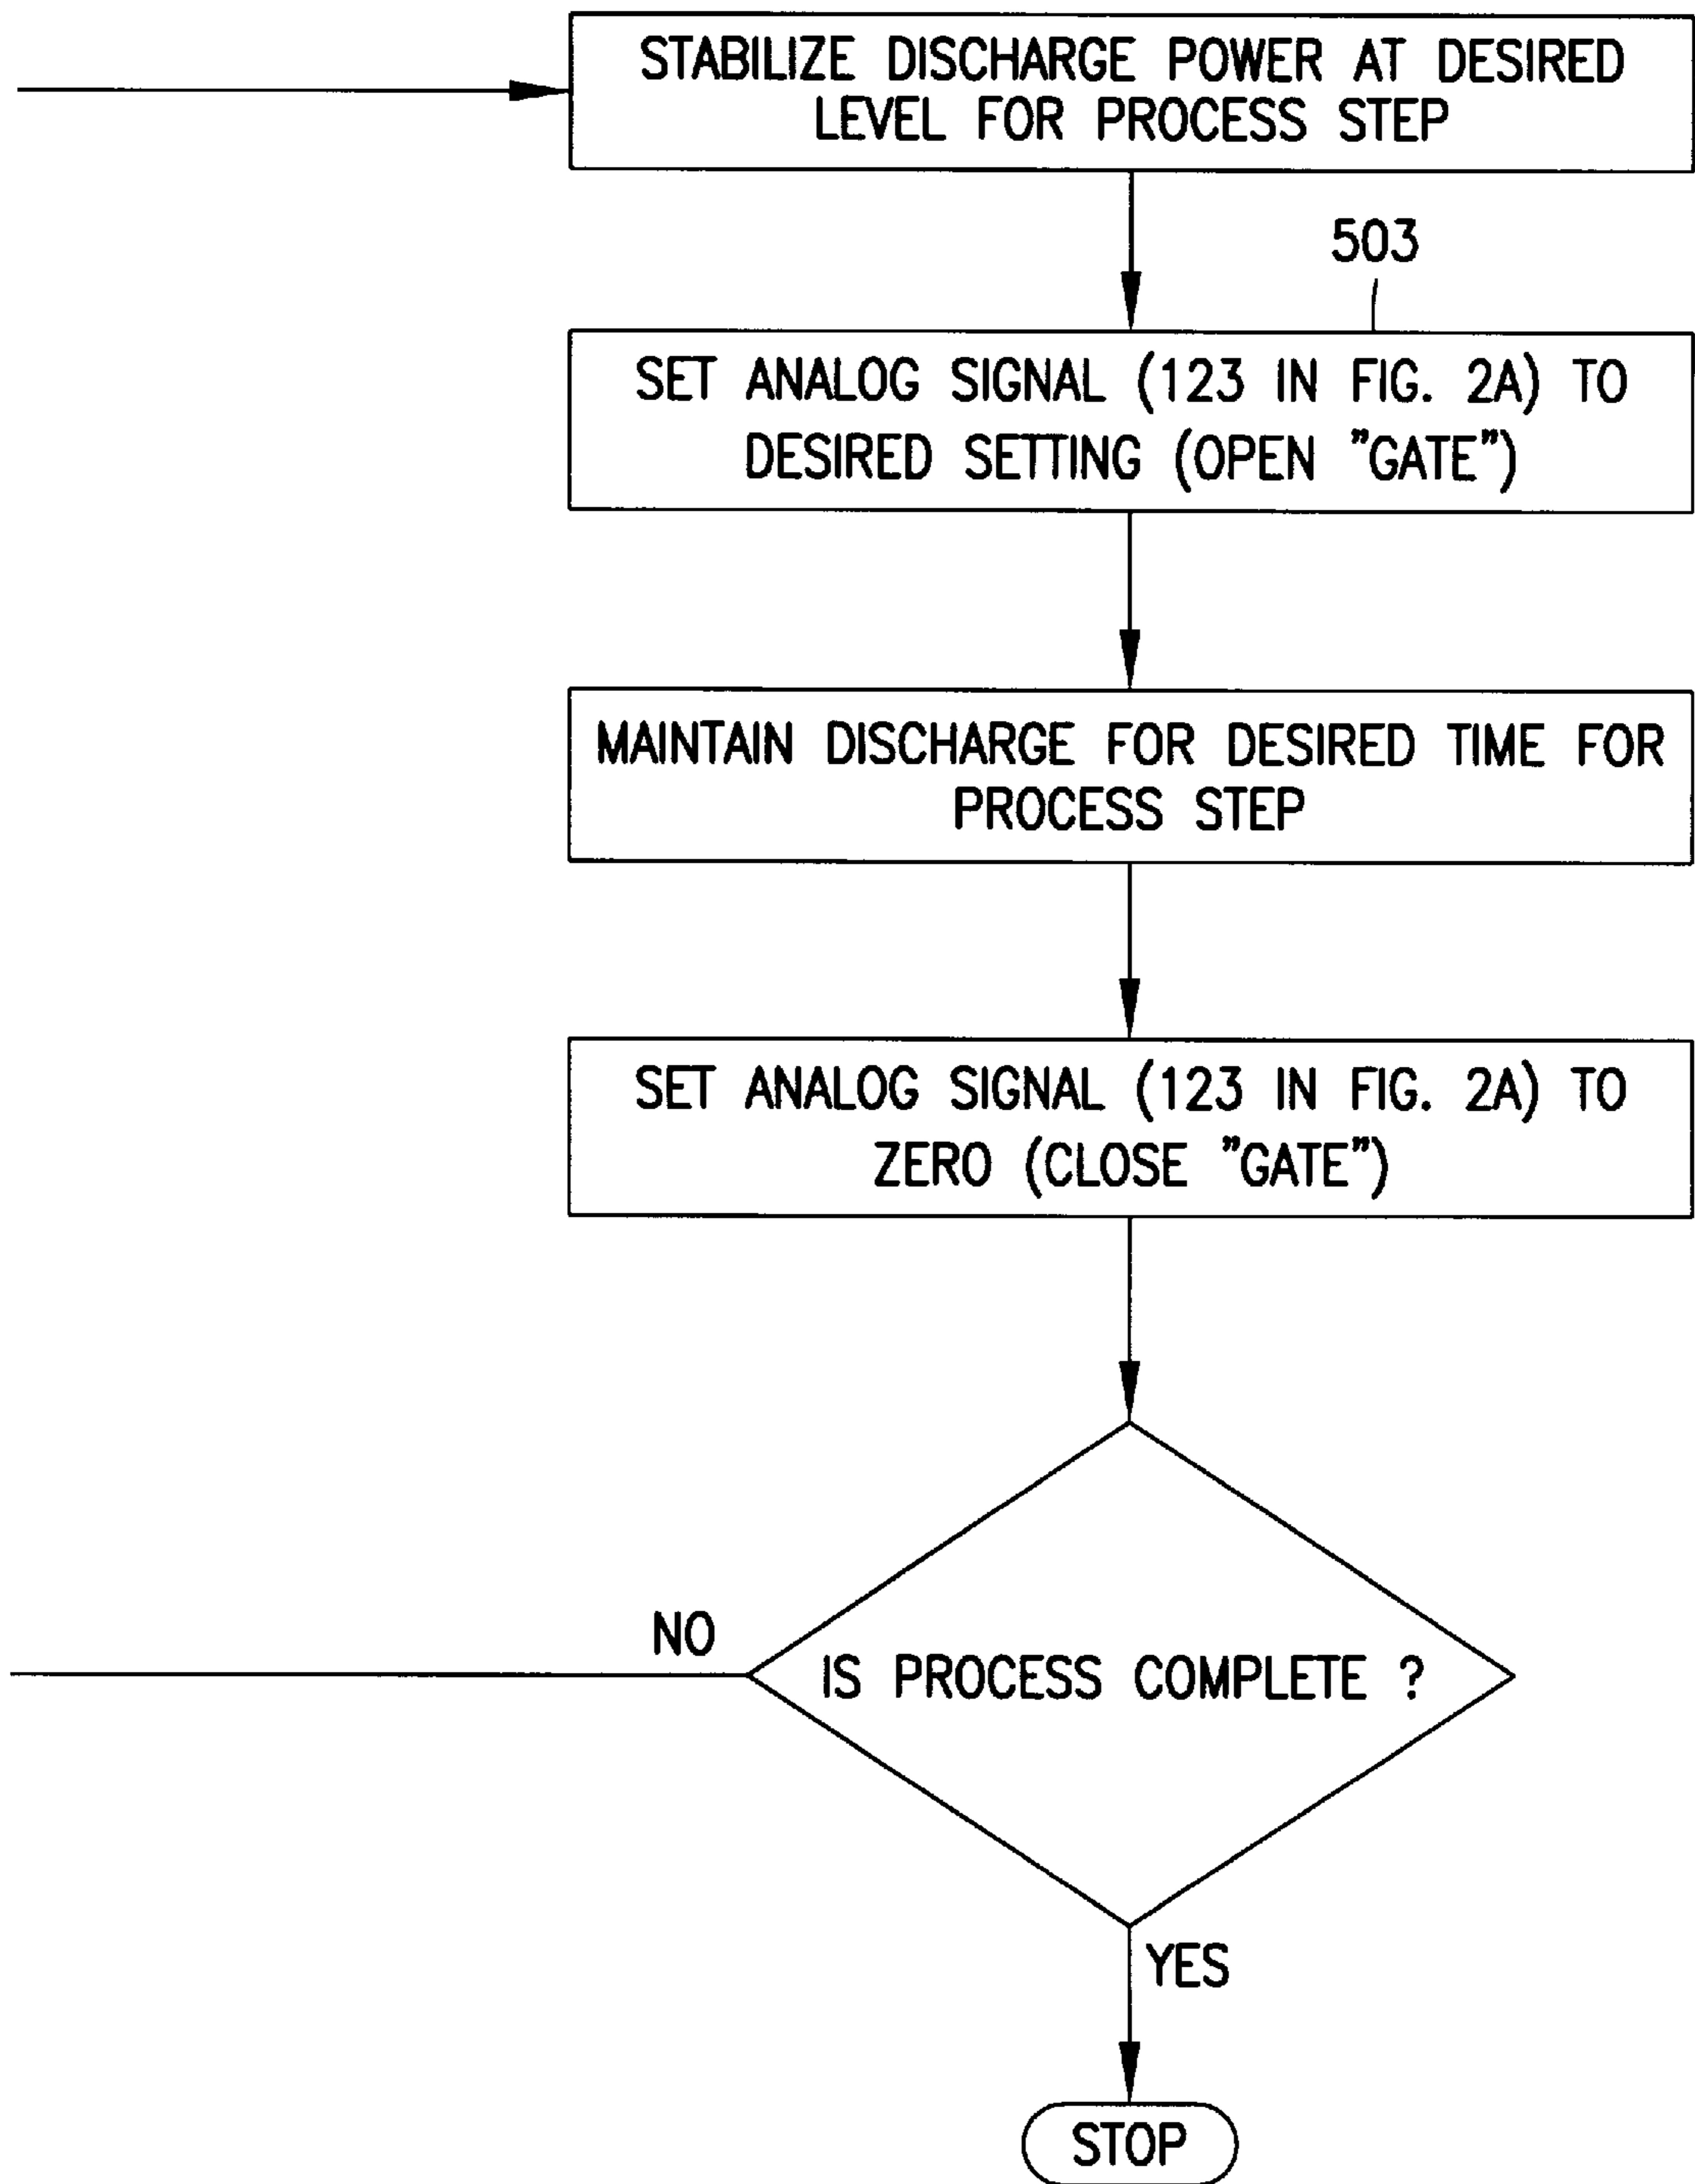 STABILIZE DISCHARGE POWER AT DESIRED
LEVEL FOR PROCESS STEP
503
SET ANALOG SIGNAL (123 IN FIG. 2A) TO
DESIRED SETTING (OPEN "GATE")
MAINTAIN DISCHARGE FOR DESIRED TIME FOR
PROCESS STEP
SET ANALOG SIGNAL (123 IN FIG. 2A) TO
ZERO (CLOSE "GATE")
NO
IS PROCESS COMPLETE ?
YES
STOP